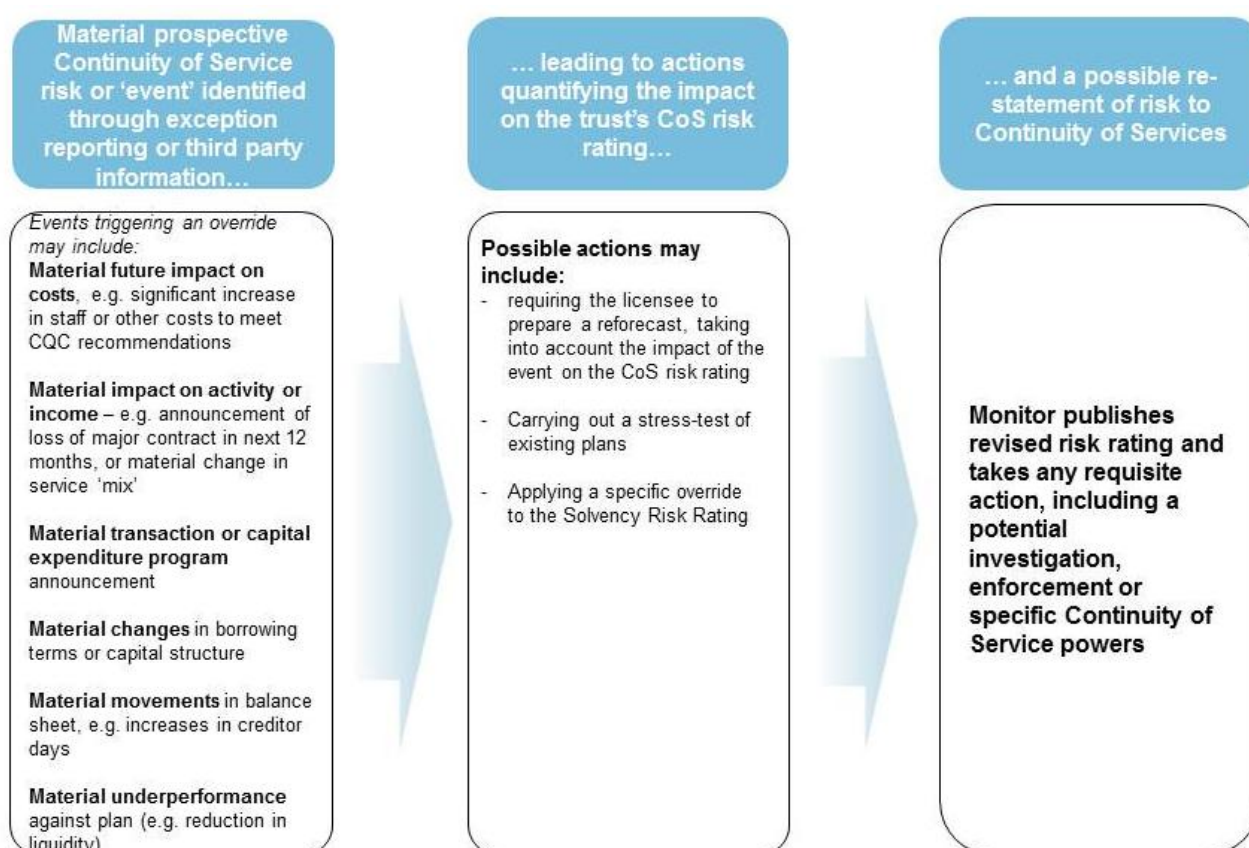 Material prospective
Continuity of Service
risk or ‘event’ identified
through exception
reporting or third party
information…
Events triggering an override
may include:
Material future impact on
costs, e.g. significant increase
in staff or other costs to meet
CQC recommendations
Material impact on activity or
income – e.g. announcement of
loss of major contract in next 12
months, or material change in
service ‘mix’
Material transaction or capital
expenditure program
announcement
Material changes in borrowing
terms or capital structure
Material movements in balance
sheet, e.g. increases in creditor
days
Material underperformance
against plan (e.g. reduction in
liquidity)
… leading to actions
quantifying the impact
on the trust’s CoS risk
rating…
Possible actions may
include:
- requiring the licensee to
prepare a reforecast, taking
into account the impact of the
event on the CoS risk rating
- Carrying out a stress-test of
existing plans
- Applying a specific override
to the Solvency Risk Rating
… and a possible re-
statement of risk to
Continuity of Services
Monitor publishes
revised risk rating and
takes any requisite
action, including a
potential
investigation,
enforcement or
specific Continuity of
Service powers